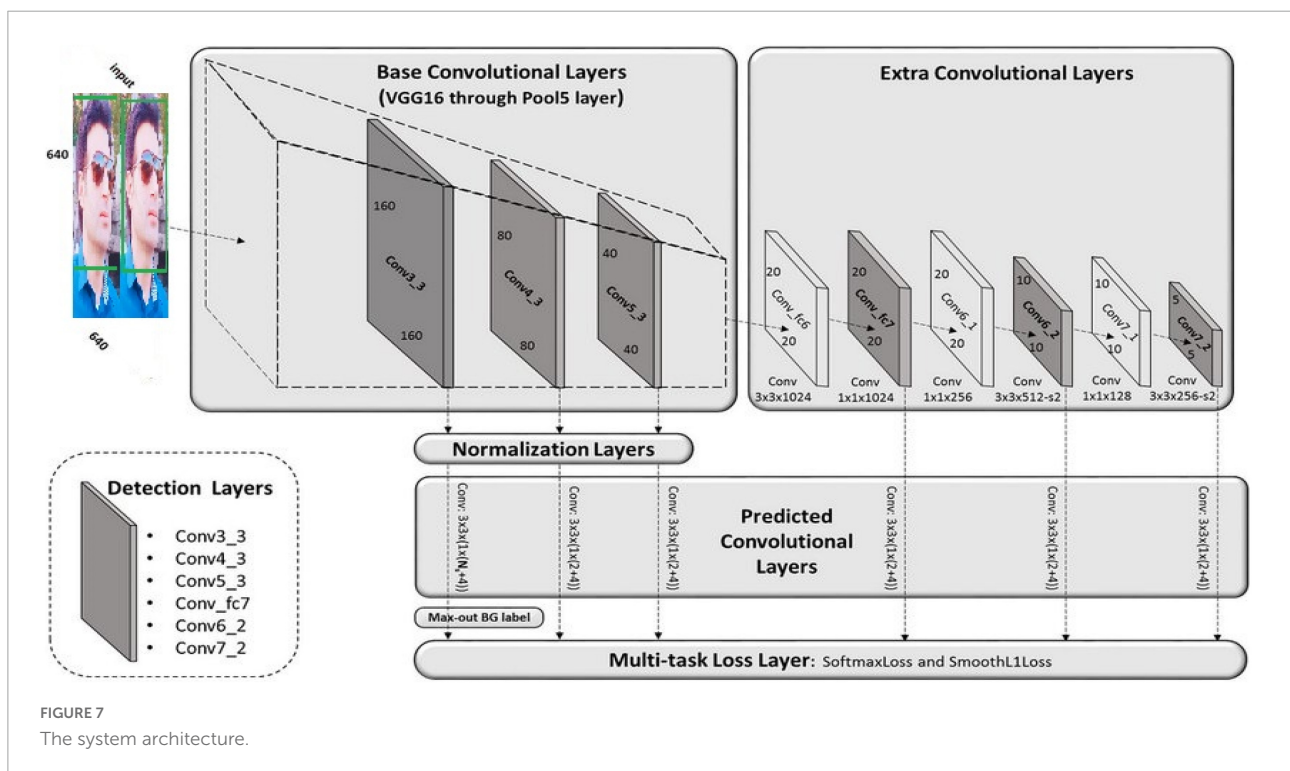 input
640
640
Base Convolutional Layers
(VGG16 through Pool5 layer)
160
Conv3_3
160
80
Conv4_3
80
40
Conv5_3
40
Extra Convolutional Layers
20
Conv_fc6
20
20
Conv_fc7
20
20
Conv6_1
20
10
Conv6_2
10
10
Conv7_1
10
5
Conv7_2
5
Conv
3x3x1024
Conv
1x1x1024
Conv
1x1x256
Conv
3x3x512-s2
Conv
1x1x128
Conv
3x3x256-s2
Normalization Layers
Detection Layers
• Conv3_3
• Conv4_3
• Conv5_3
• Conv_fc7
• Conv6_2
• Conv7_2
Conv: 3x3x(1x(Ns+4))
Conv: 3x3x(1x(2+4))
Conv: 3x3x(1x(2+4))
Predicted
Convolutional
Layers
Conv: 3x3x(1x(2+4))
Conv: 3x3x(1x(2+4))
Conv: 3x3x(1x(2+4))
Max-out BG label
Multi-task Loss Layer: SoftmaxLoss and SmoothL1Loss
FIGURE 7
The system architecture.